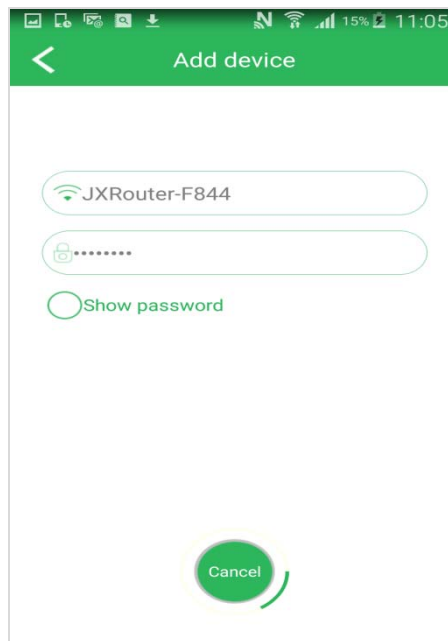 15% 11:05
Add device
JXRouter-F844
••••••••
Show password
Cancel